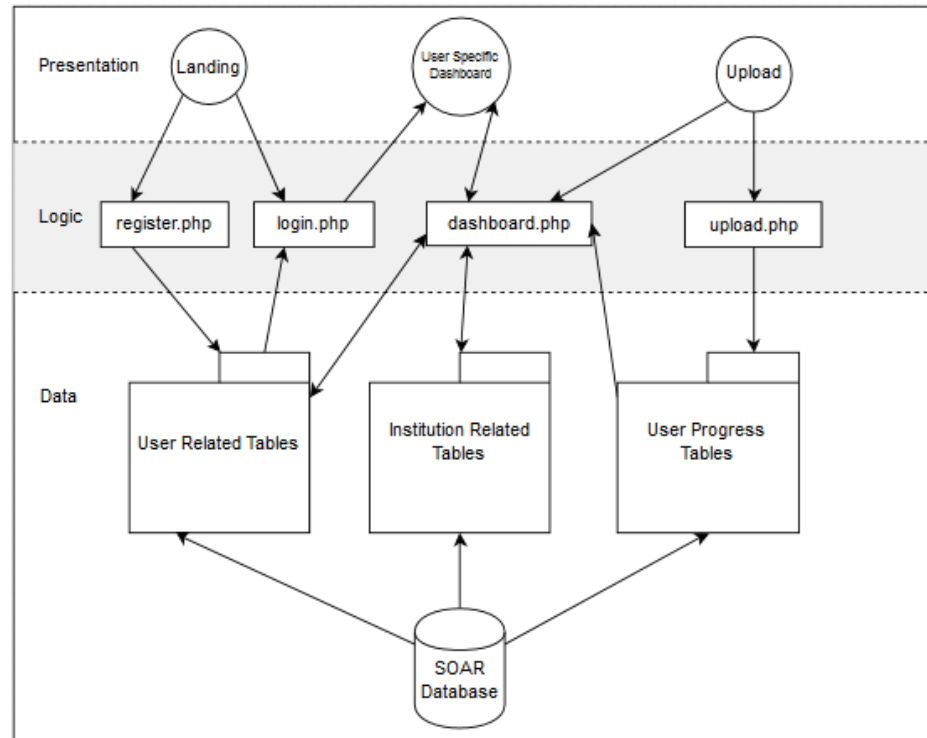 Presentation
Landing
User Specific
Dashboard
Upload
Logic
register.php
login.php
dashboard.php
upload.php
Data
User Related Tables
Institution Related
Tables
User Progress
Tables
SOAR
Database